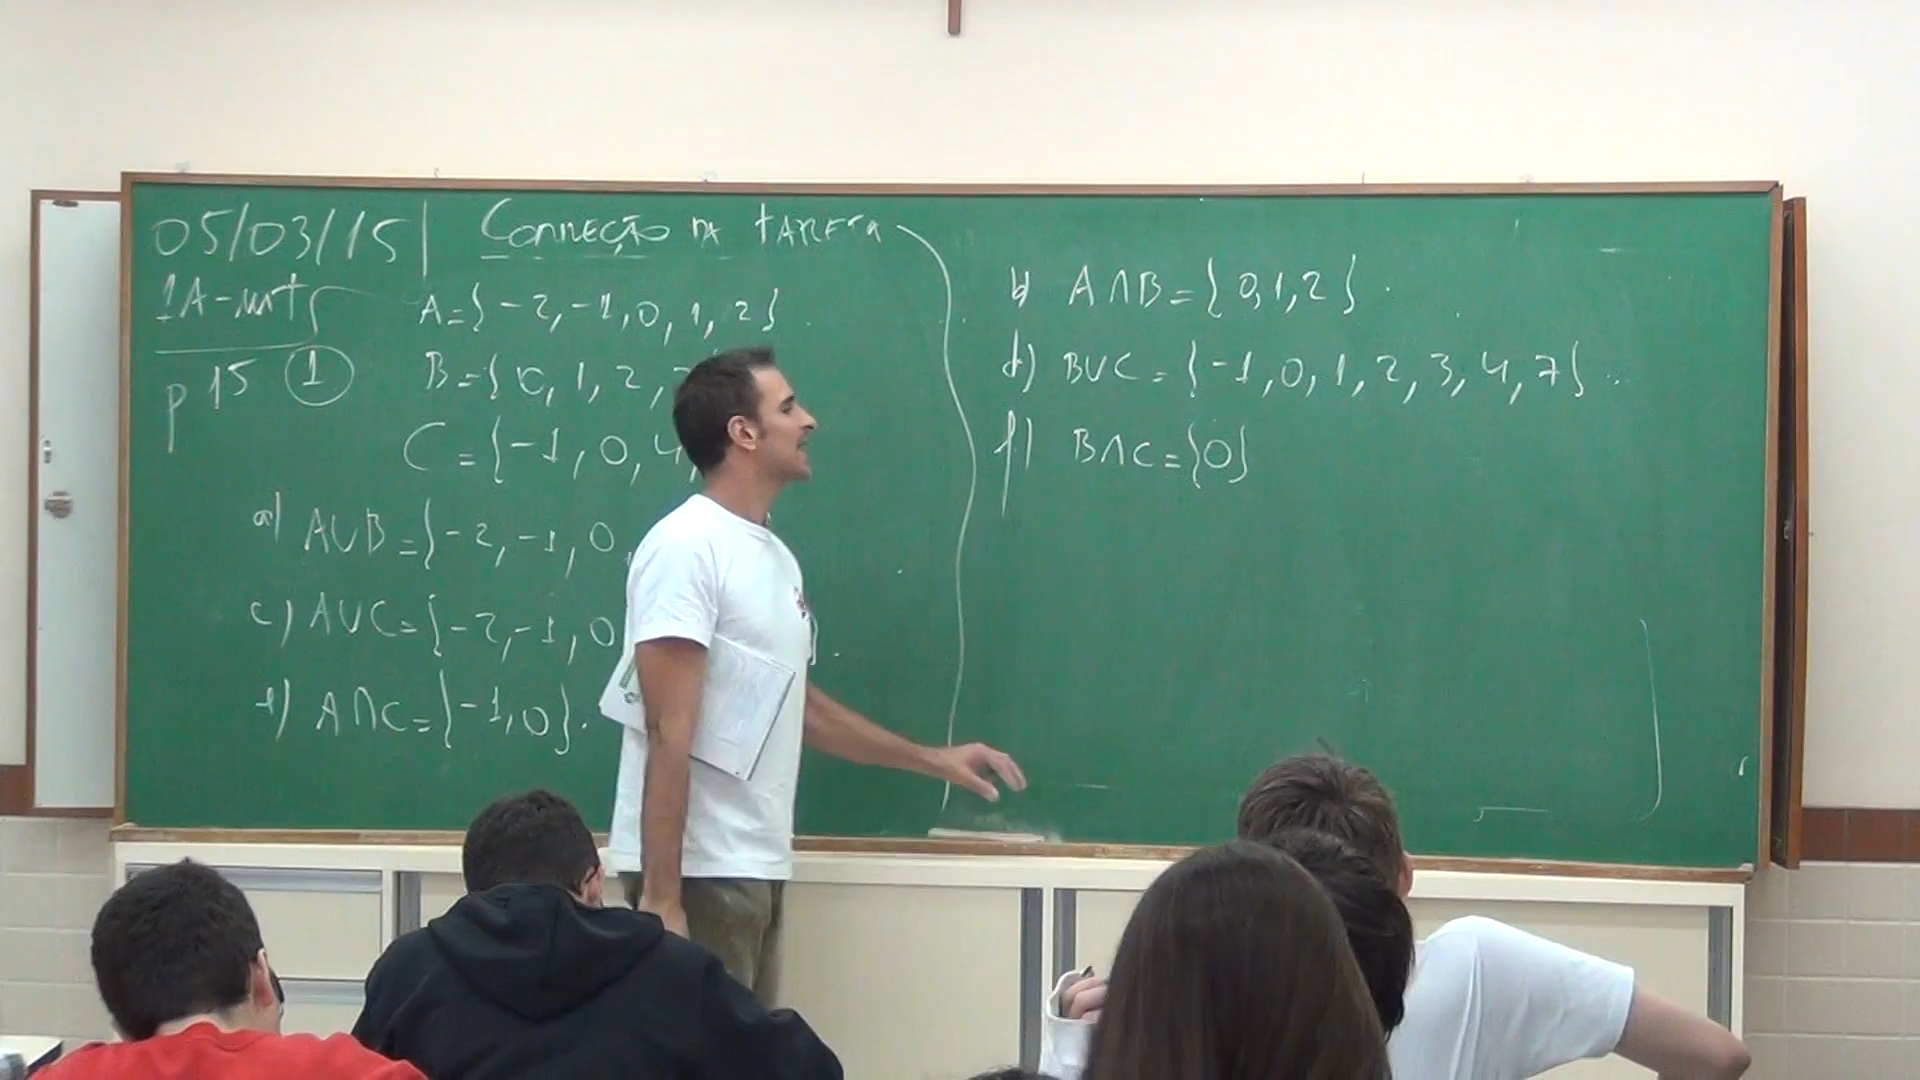 05/03/15 CORREÇÃO DA TAREFA
1A-mt
p 15 1
A={-2,-1,0,1,2}
B={0,1,2,
C={-1,0,4,
a) A∪B={-2,-1,0,
c) A∪C={-2,-1,0
e) A∩C={-1,0}.
b) A∩B={0,1,2}.
d) B∪C={-1,0,1,2,3,4,7}
f) B∩C={0}